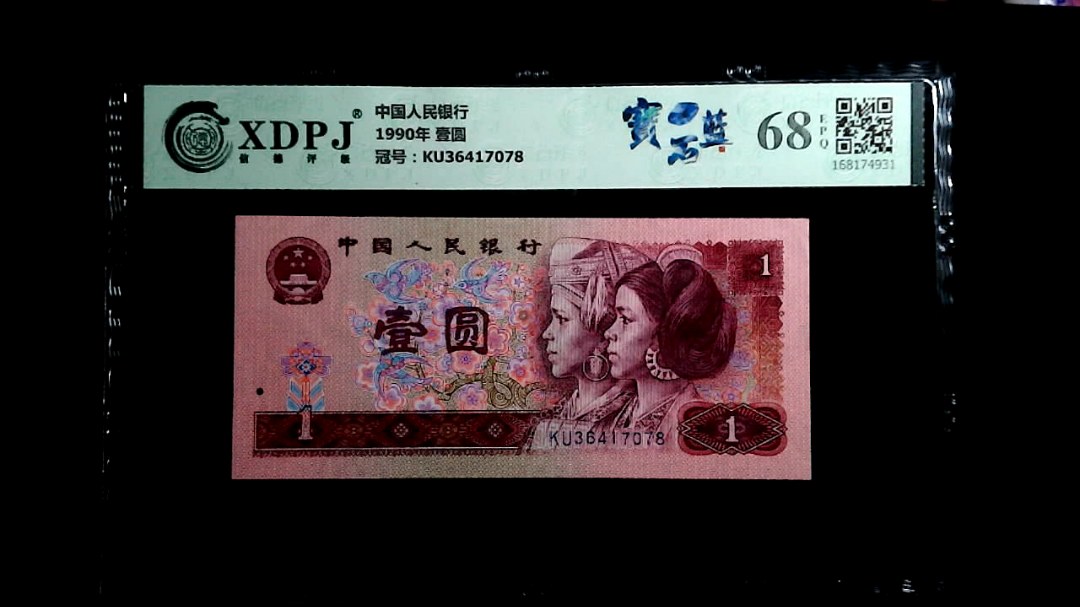 XDPJ®
信德评级
中国人民银行
1990年 壹圆
冠号：KU36417078
寶石蓝
68
EPQ
168174931
中国人民银行
1
壹圆
1
KU36417078
1